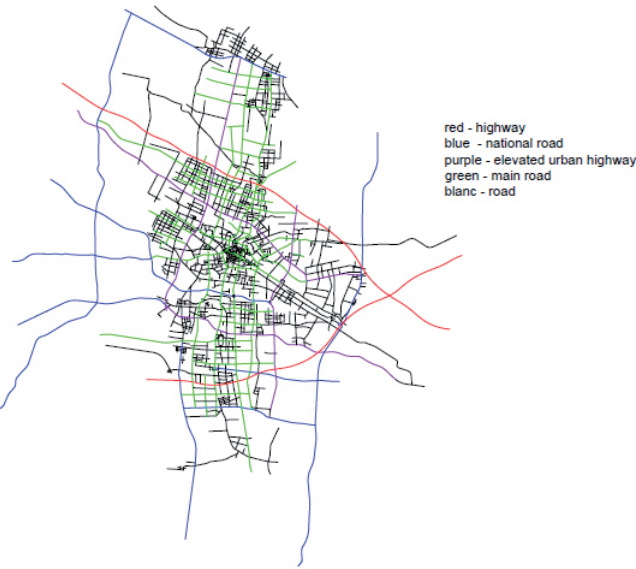 red - highway
blue - national road
purple - elevated urban highway
green - main road
blanc - road